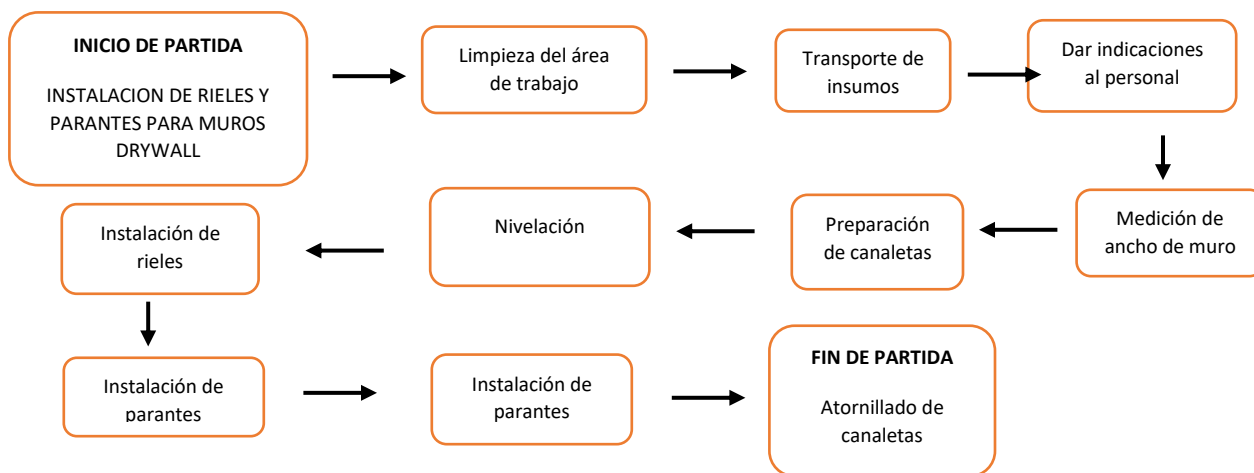 INICIO DE PARTIDA
INSTALACION DE RIELES Y
PARANTES PARA MUROS
DRYWALL
Limpieza del área
de trabajo
Transporte de
insumos
Dar indicaciones
al personal
Medición de
ancho de muro
Preparación
de canaletas
Nivelación
Instalación de
rieles
Instalación de
parantes
Instalación de
parantes
FIN DE PARTIDA
Atornillado de
canaletas